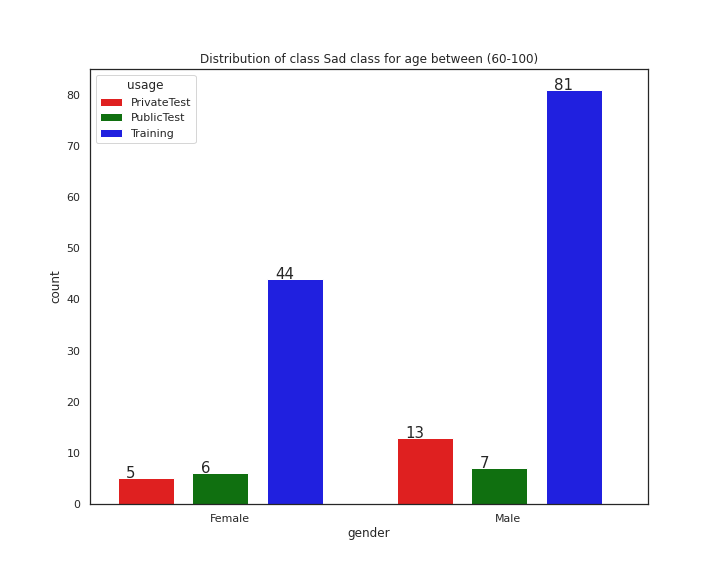 Distribution of class Sad class for age between (60-100)
usage
PrivateTest
PublicTest
Training
count
80
70
60
50
40
30
20
10
0
5
6
44
13
7
81
Female
Male
gender